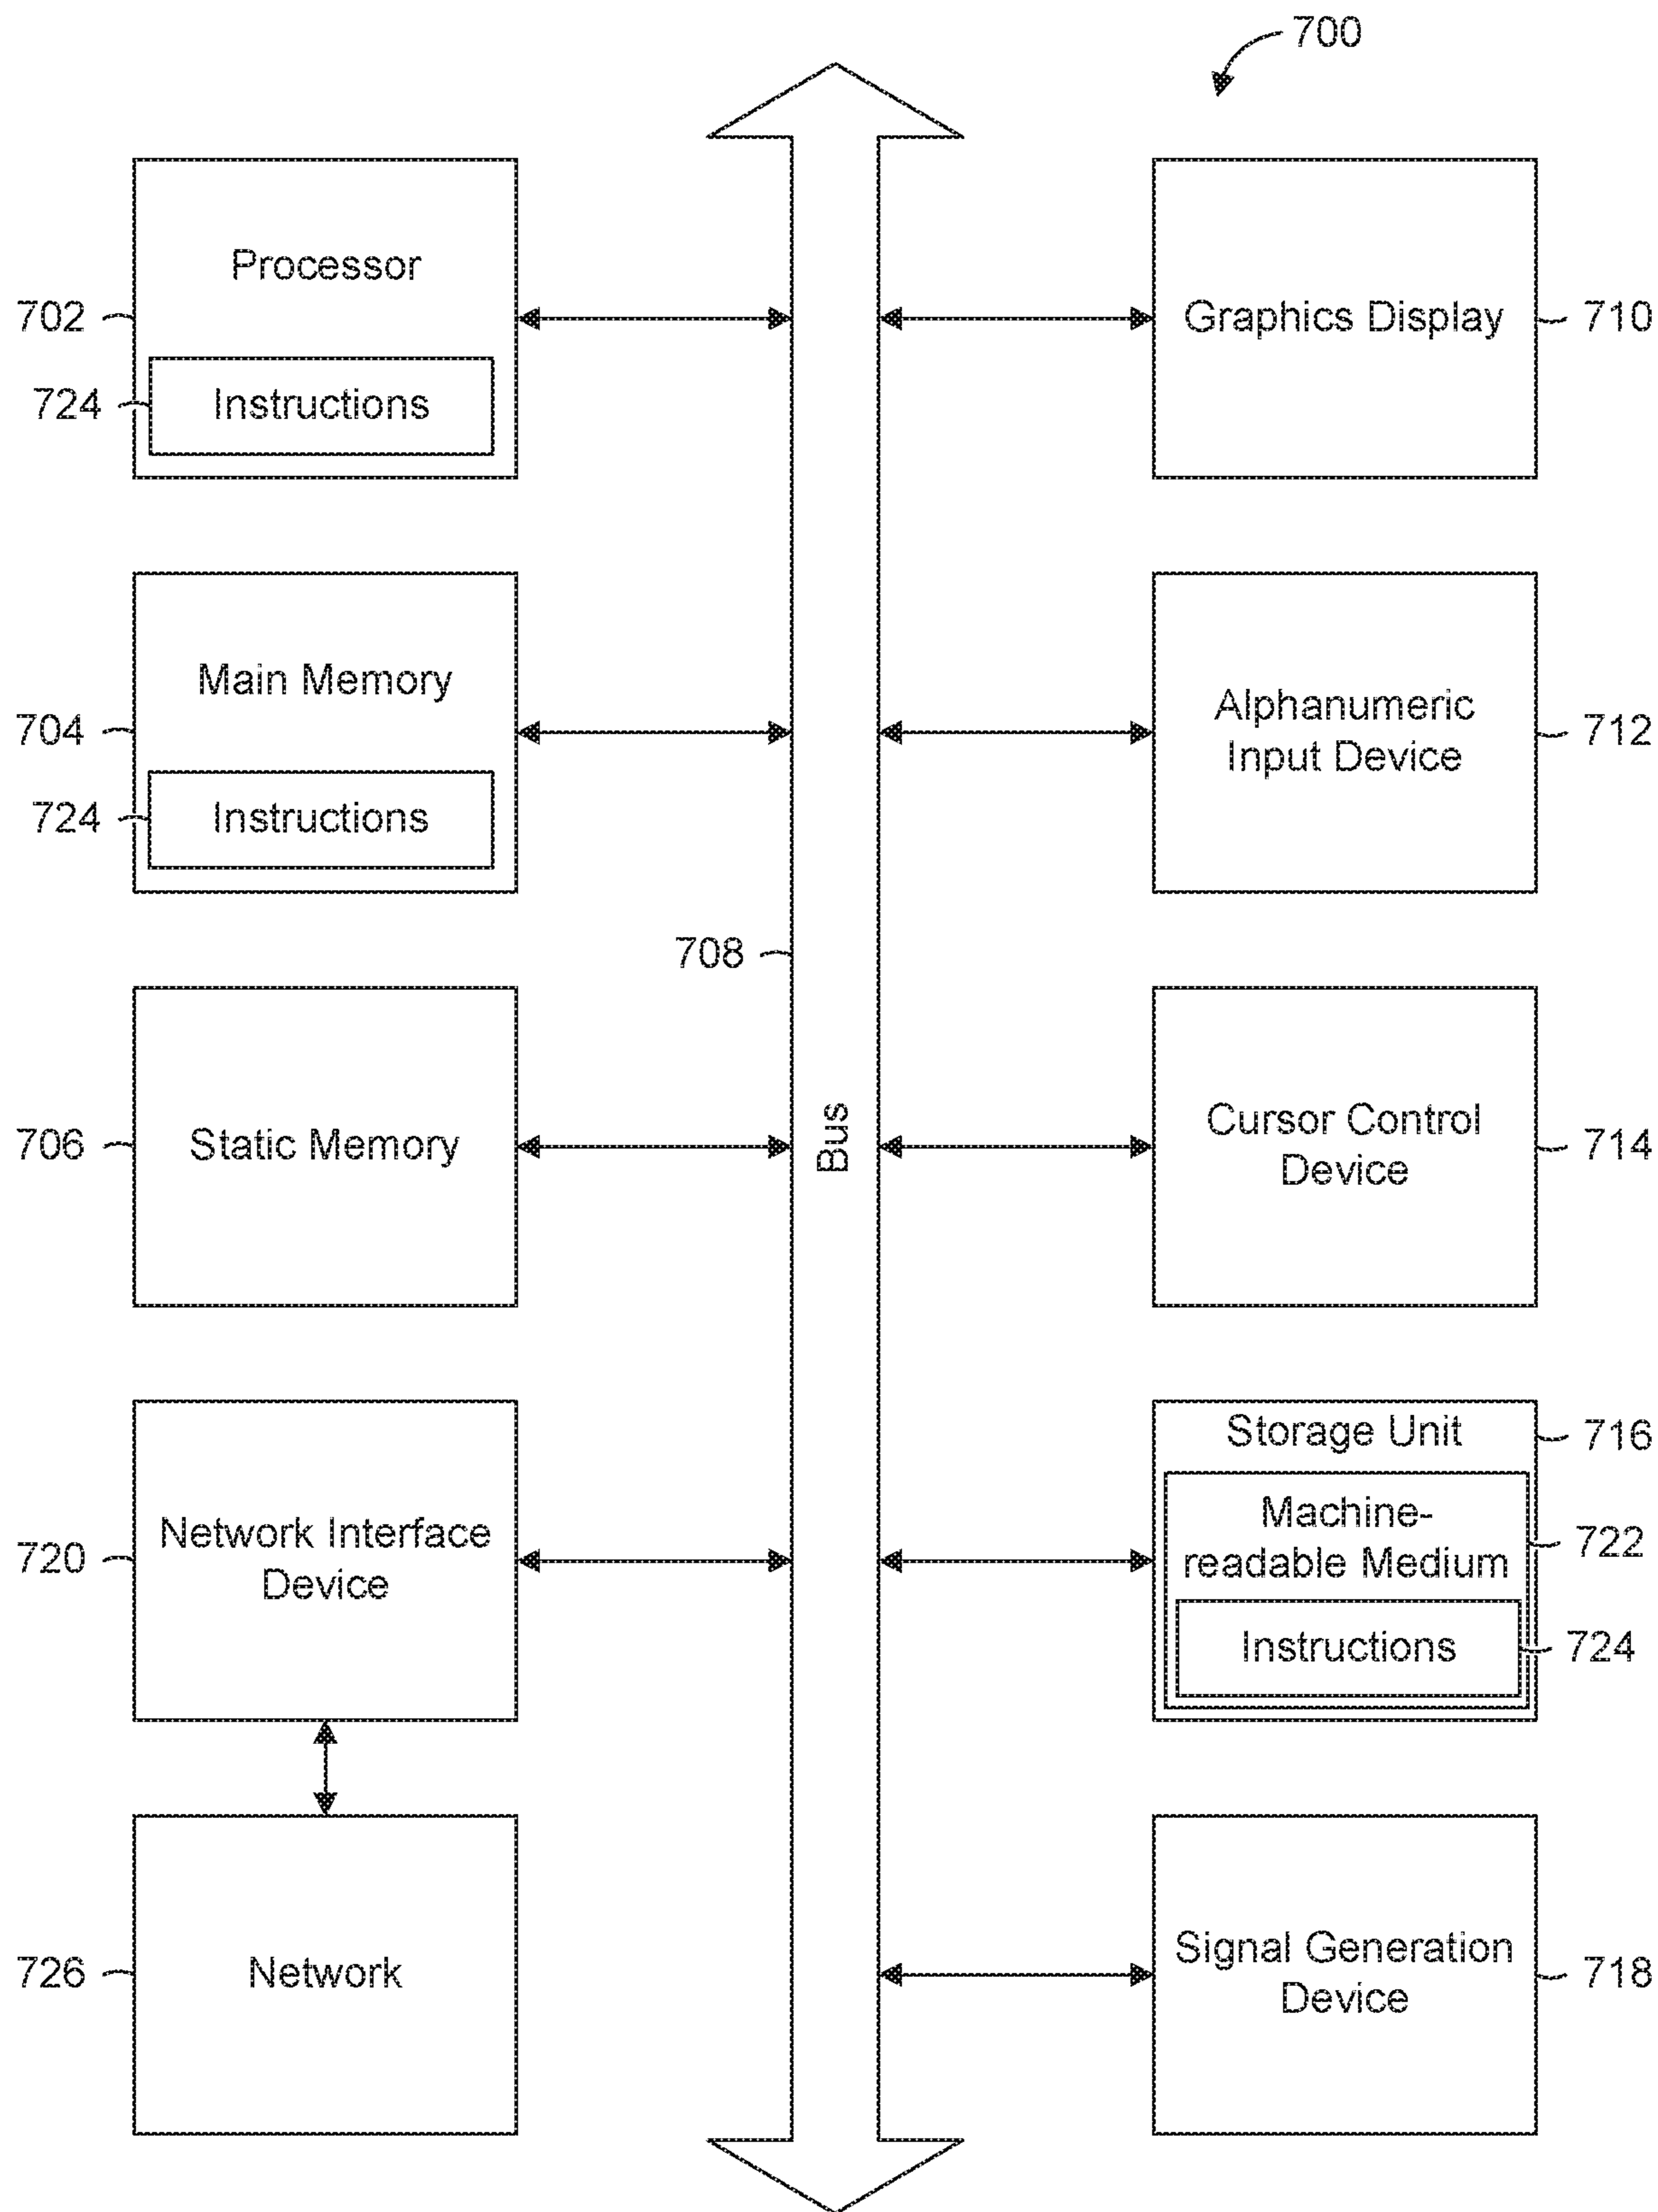 700
Processor
702
724
Instructions
Graphics Display
710
Main Memory
704
724
Instructions
Alphanumeric
Input Device
712
708
Bus
706
Static Memory
Cursor Control
Device
714
720
Network Interface
Device
Storage Unit
716
Machine-
readable Medium
722
Instructions
724
726
Network
Signal Generation
Device
718